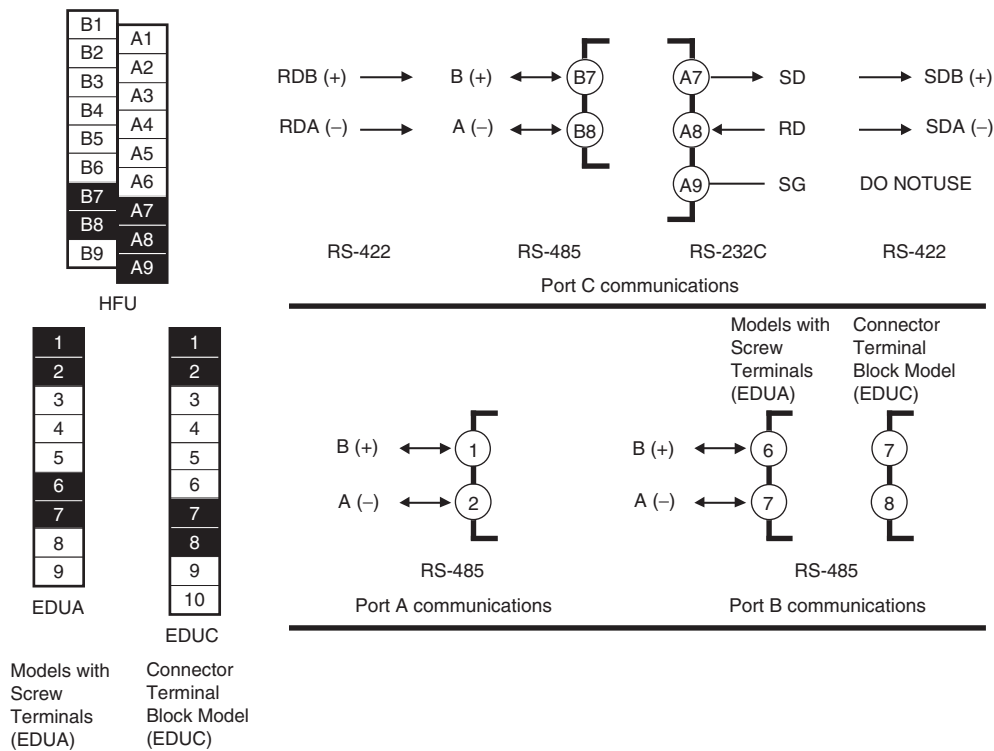 B1
B2
B3
B4
B5
B6
B7
B8
B9
A1
A2
A3
A4
A5
A6
A7
A8
A9
HFU
RDB (+) B (+) B7 A7 SD SDB (+)
RDA (−) A (−) B8 A8 RD SDA (−)
A9 SG DO NOTUSE
RS-422 RS-485 RS-232C RS-422
Port C communications
1
2
3
4
5
6
7
8
9
EDUA
Models with
Screw
Terminals
(EDUA)
1
2
3
4
5
6
7
8
9
10
EDUC
Connector
Terminal
Block Model
(EDUC)
B (+) 1
A (−) 2
RS-485
Port A communications
Models with
Screw
Terminals
(EDUA)
Connector
Terminal
Block Model
(EDUC)
B (+) 6 7
A (−) 7 8
RS-485
Port B communications